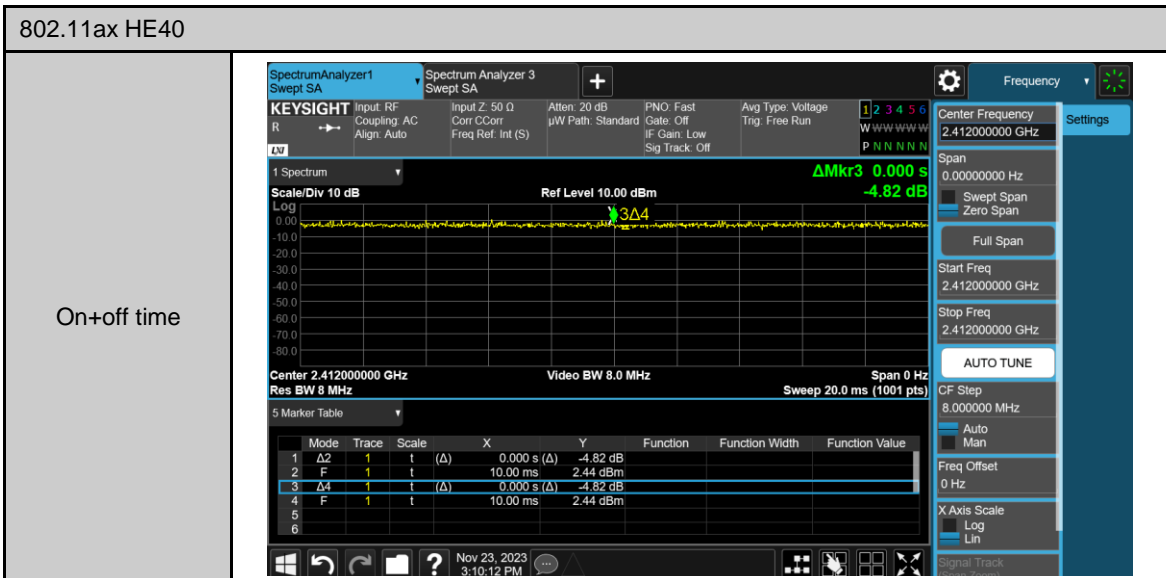 802.11ax HE40
On+off time
SpectrumAnalyzer1
Swept SA
Spectrum Analyzer 3
Swept SA
+
Frequency
KEYSIGHT
R
LXI
Input: RF
Coupling: AC
Align: Auto
Input Z: 50 Ω
Corr CCorr
Freq Ref: Int (S)
Atten: 20 dB
µW Path: Standard
PNO: Fast
Gate: Off
IF Gain: Low
Sig Track: Off
Avg Type: Voltage
Trig: Free Run
1 2 3 4 5 6
W W W W W W
P N N N N N
1 Spectrum
ΔMkr3 0.000 s
Scale/Div 10 dB
Ref Level 10.00 dBm
-4.82 dB
Log
3Δ4
0.00
-10.0
-20.0
-30.0
-40.0
-50.0
-60.0
-70.0
-80.0
Center 2.412000000 GHz
Video BW 8.0 MHz
Span 0 Hz
Res BW 8 MHz
Sweep 20.0 ms (1001 pts)
5 Marker Table
Mode Trace Scale X Y Function Function Width Function Value
1 Δ2 1 t (Δ) 0.000 s (Δ) -4.82 dB
2 F 1 t 10.00 ms 2.44 dBm
3 Δ4 1 t (Δ) 0.000 s (Δ) -4.82 dB
4 F 1 t 10.00 ms 2.44 dBm
5
6
?
Nov 23, 2023
3:10:12 PM
Center Frequency
2.412000000 GHz
Settings
Span
0.00000000 Hz
Swept Span
Zero Span
Full Span
Start Freq
2.412000000 GHz
Stop Freq
2.412000000 GHz
AUTO TUNE
CF Step
8.000000 MHz
Auto
Man
Freq Offset
0 Hz
X Axis Scale
Log
Lin
Signal Track
(Span Zoom)